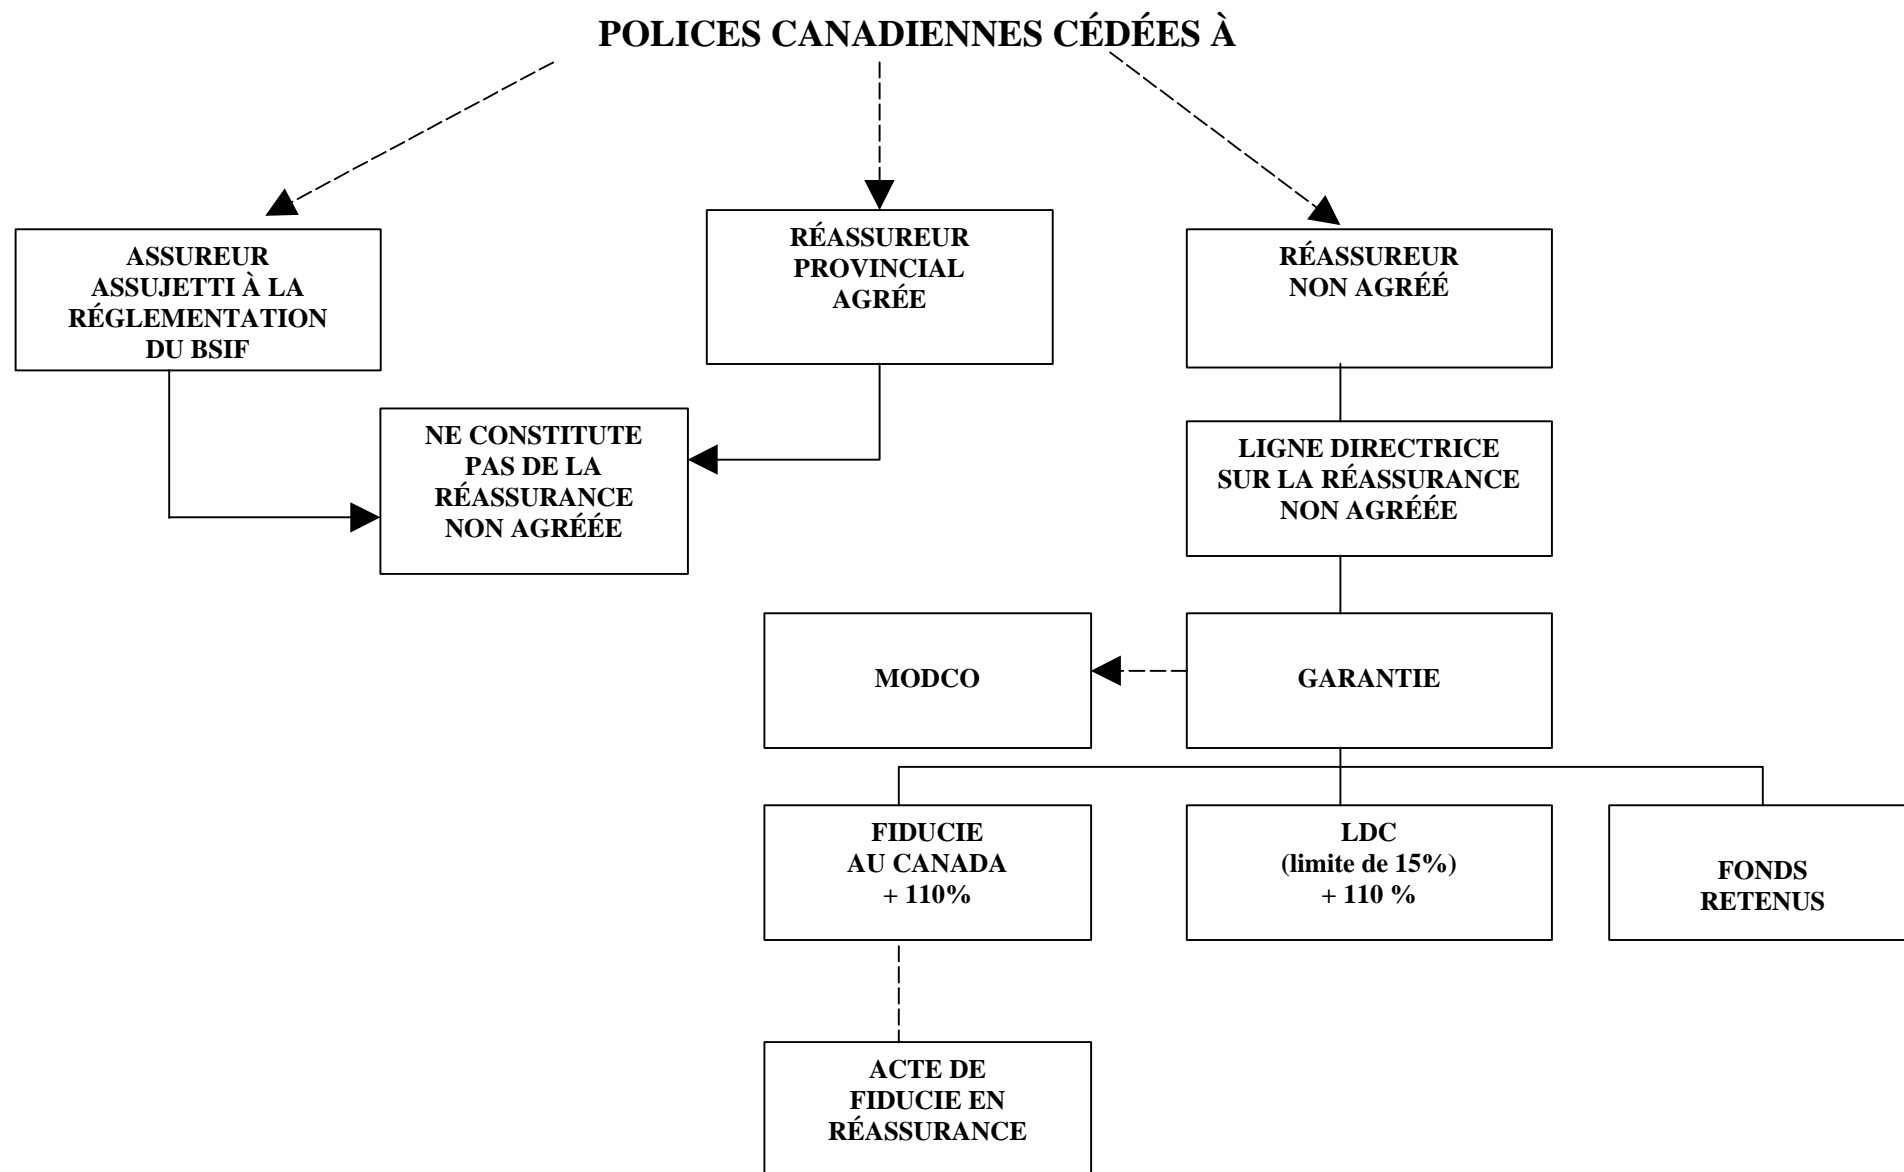 POLICES CANADIENNES CÉDÉES À
ASSUREUR
ASSUJETTI À LA
RÉGLEMENTATION
DU BSIF
RÉASSUREUR
PROVINCIAL
AGRÉE
RÉASSUREUR
NON AGRÉÉ
NE CONSTITUTE
PAS DE LA
RÉASSURANCE
NON AGRÉÉE
LIGNE DIRECTRICE
SUR LA RÉASSURANCE
NON AGRÉÉE
MODCO
GARANTIE
FIDUCIE
AU CANADA
+ 110%
LDC
(limite de 15%)
+ 110 %
FONDS
RETENUS
ACTE DE
FIDUCIE EN
RÉASSURANCE